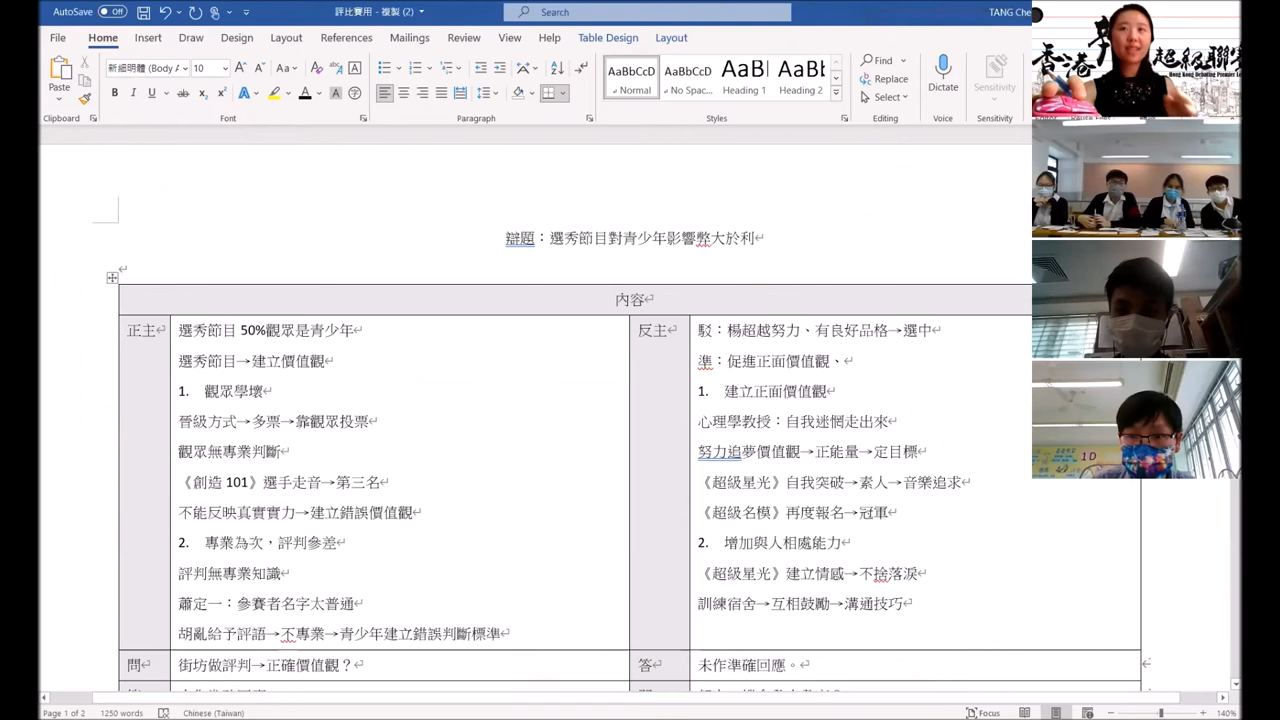 AutoSave Off 評比賽用 - 複製 (2) Search TANG Che
File Home Insert Draw Design Layout References Mailings Review View Help Table Design Layout
新細明體 (Body A 10 Aa
Paste B I U ab x₂ x² A A
AaBbCcD AaBbCcD AaBb AaBbC
Normal No Spac... Heading 1 Heading 2
Find Replace Select Dictate Sensitivity
Clipboard Font Paragraph Styles Editing Voice Sensitivity
香港 學 超級聯賽
Hong Kong Debating Premier
辯題：選秀節目對青少年影響弊大於利
內容
正主 選秀節目 50%觀眾是青少年
選秀節目→建立價值觀
1. 觀眾學壞
晉級方式→多票→靠觀眾投票
觀眾無專業判斷
《創造 101》選手走音→第三名
不能反映真實實力→建立錯誤價值觀
2. 專業為次，評判參差
評判無專業知識
蕭定一：參賽者名字太普通
胡亂給予評語→不專業→青少年建立錯誤判斷標準
反主 駁：楊超越努力、有良好品格→選中
準：促進正面價值觀、
1. 建立正面價值觀
心理學教授：自我迷惘走出來
努力追夢價值觀→正能量→定目標
《超級星光》自我突破→素人→音樂追求
《超級名模》再度報名→冠軍
2. 增加與人相處能力
《超級星光》建立情感→不捨落淚
訓練宿舍→互相鼓勵→溝通技巧
問 街坊做評判→正確價值觀？ 答 未作準確回應。
1D
Page 1 of 2 1250 words Chinese (Taiwan) Focus 140%